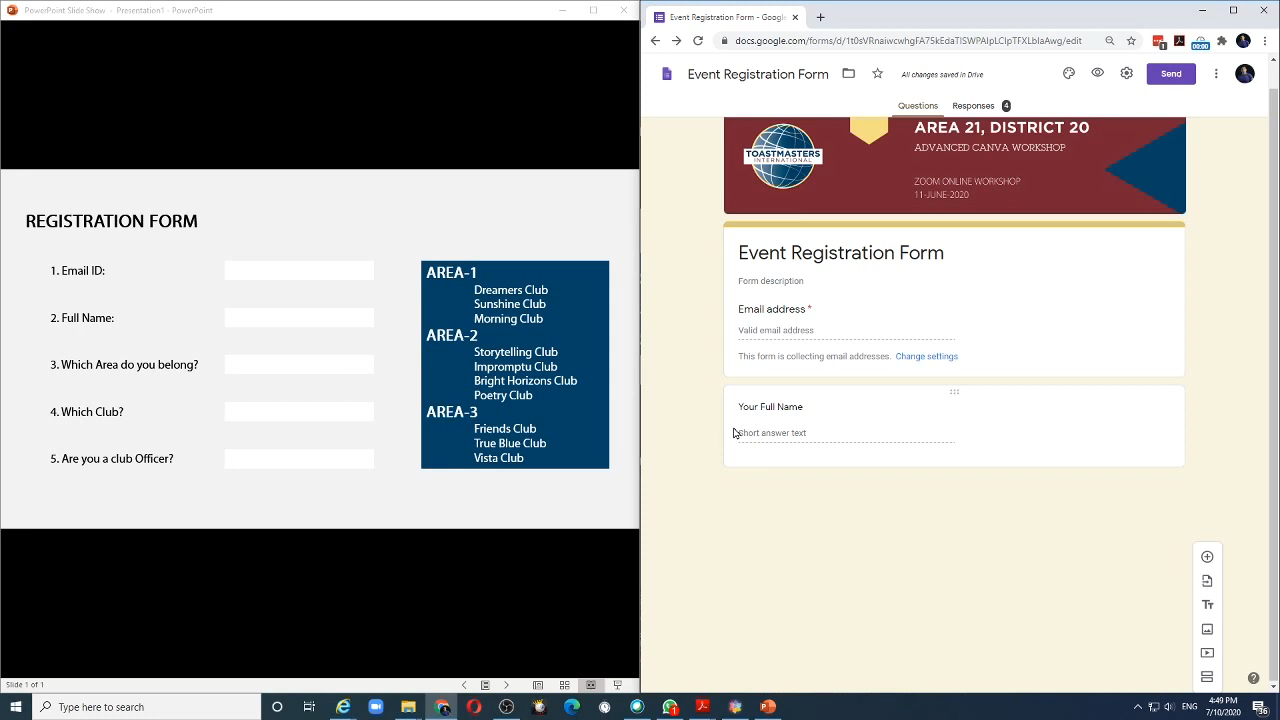 PowerPoint Slide Show - Presentation1 - PowerPoint
REGISTRATION FORM
1. Email ID:
2. Full Name:
3. Which Area do you belong?
4. Which Club?
5. Are you a club Officer?
AREA-1
Dreamers Club
Sunshine Club
Morning Club
AREA-2
Storytelling Club
Impromptu Club
Bright Horizons Club
Poetry Club
AREA-3
Friends Club
True Blue Club
Vista Club
Slide 1 of 1
Event Registration Form - Google
docs.google.com/forms/d/1t0sVRnaiwcwhgFA75kEdaTISWPAIpLCIpTFXLbIaAwg/edit
1
00:00
Event Registration Form
All changes saved in Drive
Send
Questions
Responses 4
TOASTMASTERS
INTERNATIONAL
AREA 21, DISTRICT 20
ADVANCED CANVA WORKSHOP
ZOOM ONLINE WORKSHOP
11-JUNE-2020
Event Registration Form
Form description
Email address *
Valid email address
This form is collecting email addresses. Change settings
Your Full Name
Short answer text
Type here to search
4:49 PM
7/10/2020